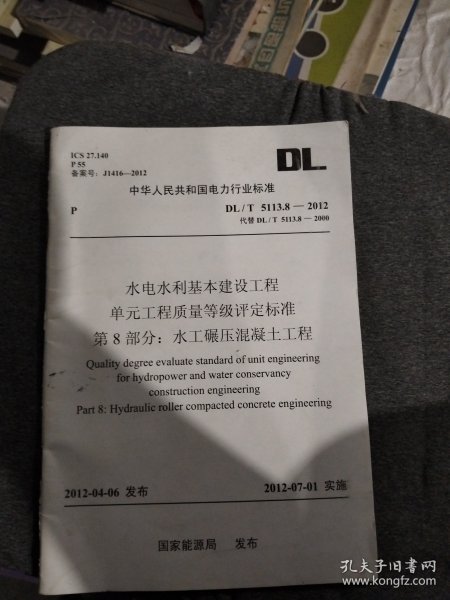 ICS 27.140
P 55
备案号：J1416—2012
DL
中华人民共和国电力行业标准
P
DL / T 5113.8 — 2012
代替 DL / T 5113.8 — 2000
水电水利基本建设工程
单元工程质量等级评定标准
第 8 部分：水工碾压混凝土工程
Quality degree evaluate standard of unit engineering
for hydropower and water conservancy
construction engineering
Part 8: Hydraulic roller compacted concrete engineering
2012-04-06 发布
2012-07-01 实施
国家能源局 发布
孔夫子旧书网
www.kongfz.com